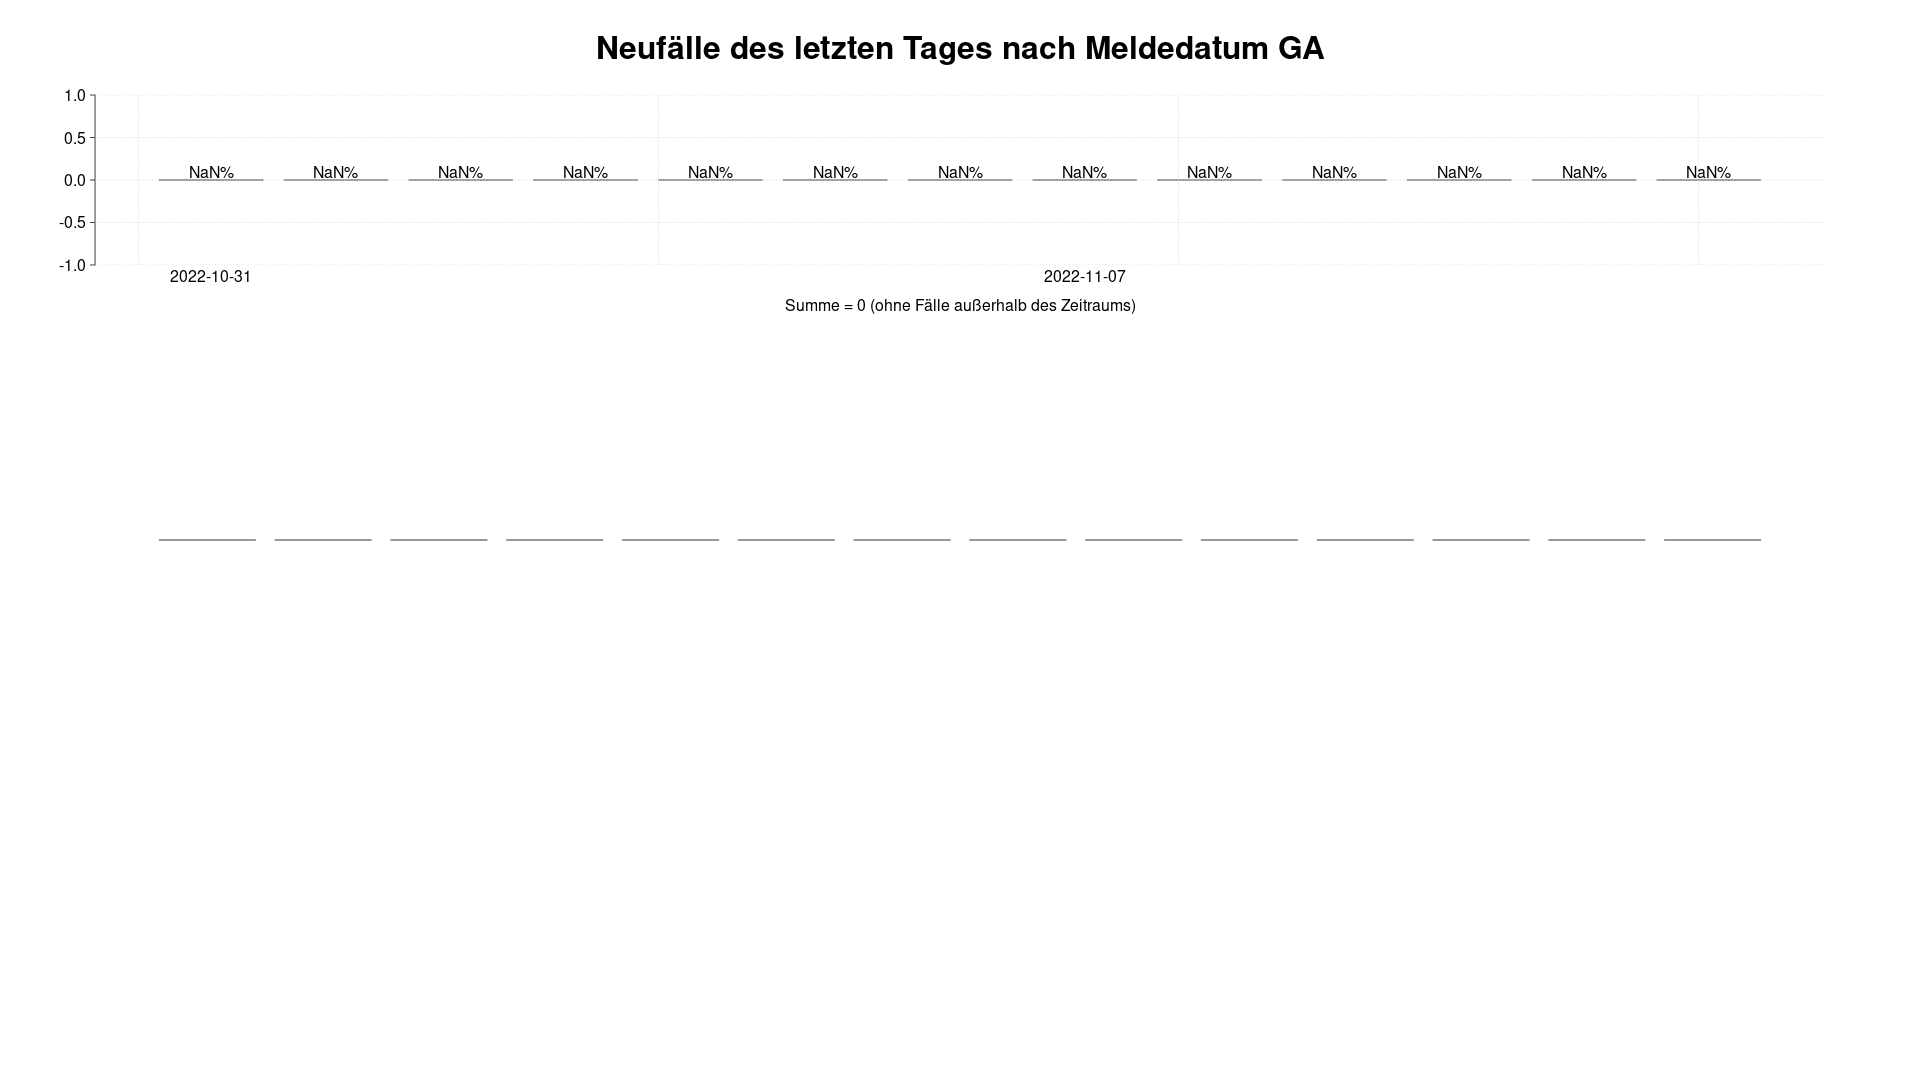 Neufälle des letzten Tages nach Meldedatum GA
1.0
0.5
0.0
-0.5
-1.0
NaN% NaN% NaN% NaN% NaN% NaN% NaN% NaN% NaN% NaN% NaN% NaN% NaN%
2022-10-31 2022-11-07
Summe = 0 (ohne Fälle außerhalb des Zeitraums)